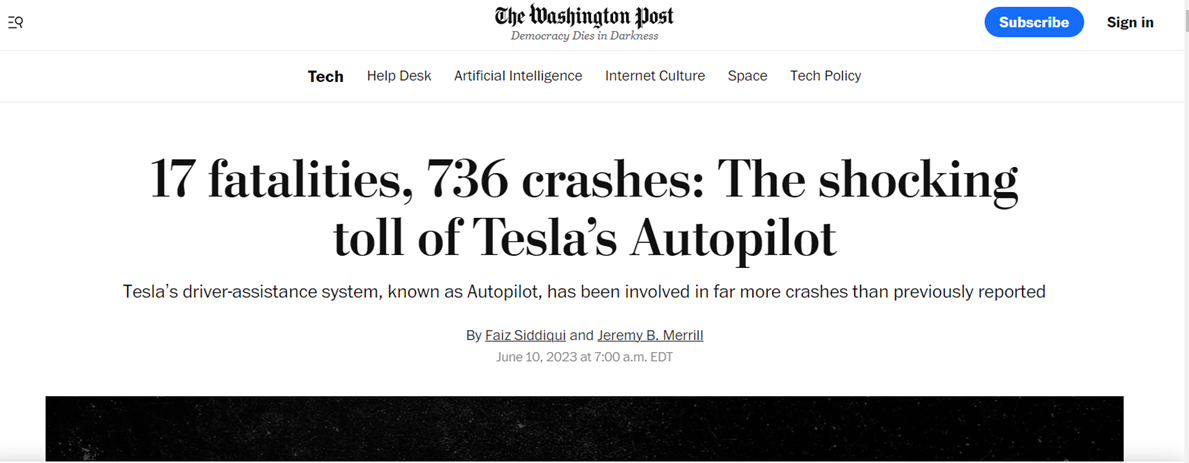 The Washington Post
Democracy Dies in Darkness
Subscribe
Sign in
Tech
Help Desk
Artificial Intelligence
Internet Culture
Space
Tech Policy
17 fatalities, 736 crashes: The shocking
toll of Tesla’s Autopilot
Tesla’s driver-assistance system, known as Autopilot, has been involved in far more crashes than previously reported
By Faiz Siddiqui and Jeremy B. Merrill
June 10, 2023 at 7:00 a.m. EDT